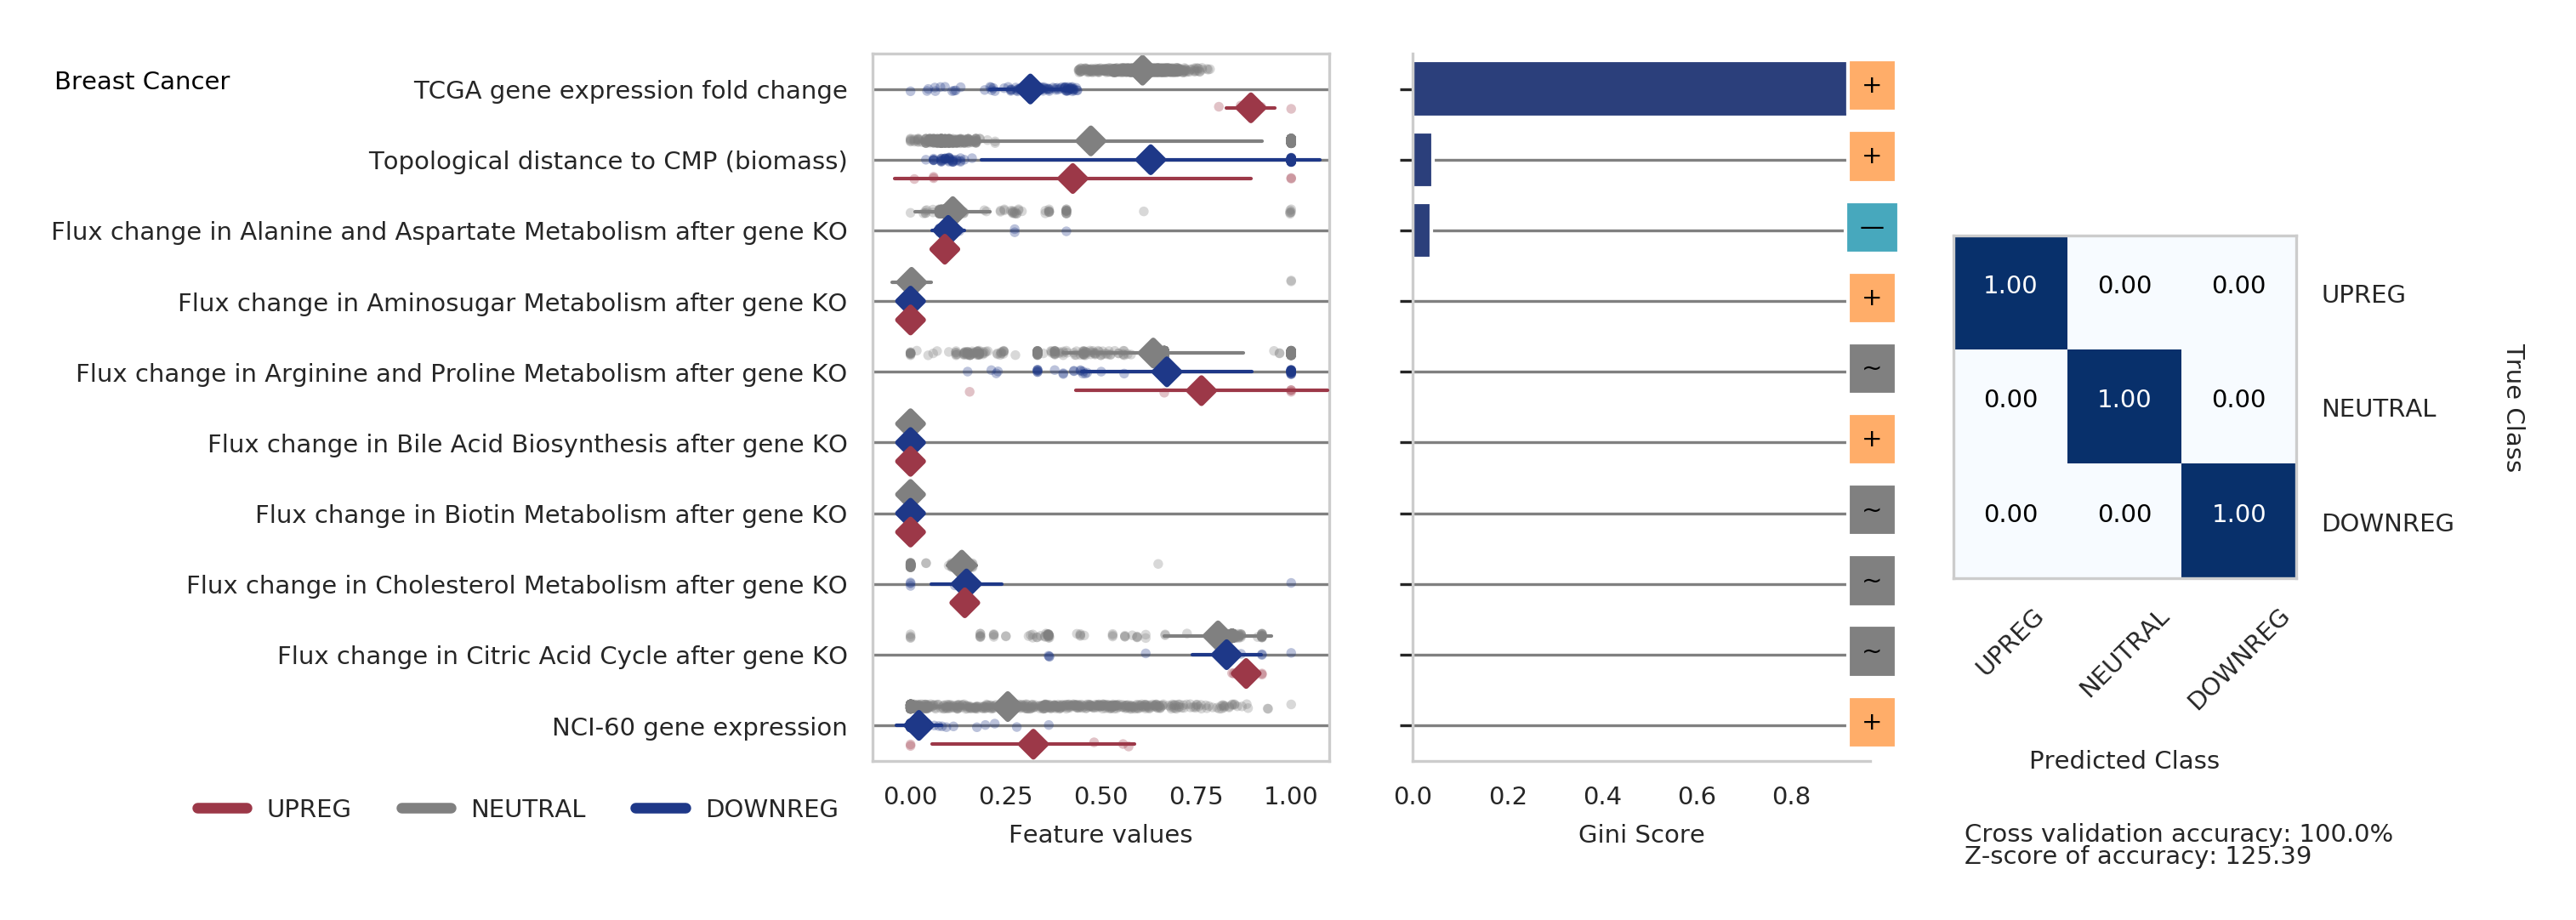 Breast Cancer
TCGA gene expression fold change
+
Topological distance to CMP (biomass)
+
Flux change in Alanine and Aspartate Metabolism after gene KO
—
Flux change in Aminosugar Metabolism after gene KO
+
Flux change in Arginine and Proline Metabolism after gene KO
~
Flux change in Bile Acid Biosynthesis after gene KO
+
Flux change in Biotin Metabolism after gene KO
~
Flux change in Cholesterol Metabolism after gene KO
~
Flux change in Citric Acid Cycle after gene KO
~
NCI-60 gene expression
+
UPREG NEUTRAL DOWNREG
0.00 0.25 0.50 0.75 1.00
Feature values
0.0 0.2 0.4 0.6 0.8
Gini Score
1.00 0.00 0.00 UPREG
0.00 1.00 0.00 NEUTRAL
0.00 0.00 1.00 DOWNREG
True Class
UPREG NEUTRAL DOWNREG
Predicted Class
Cross validation accuracy: 100.0%
Z-score of accuracy: 125.39